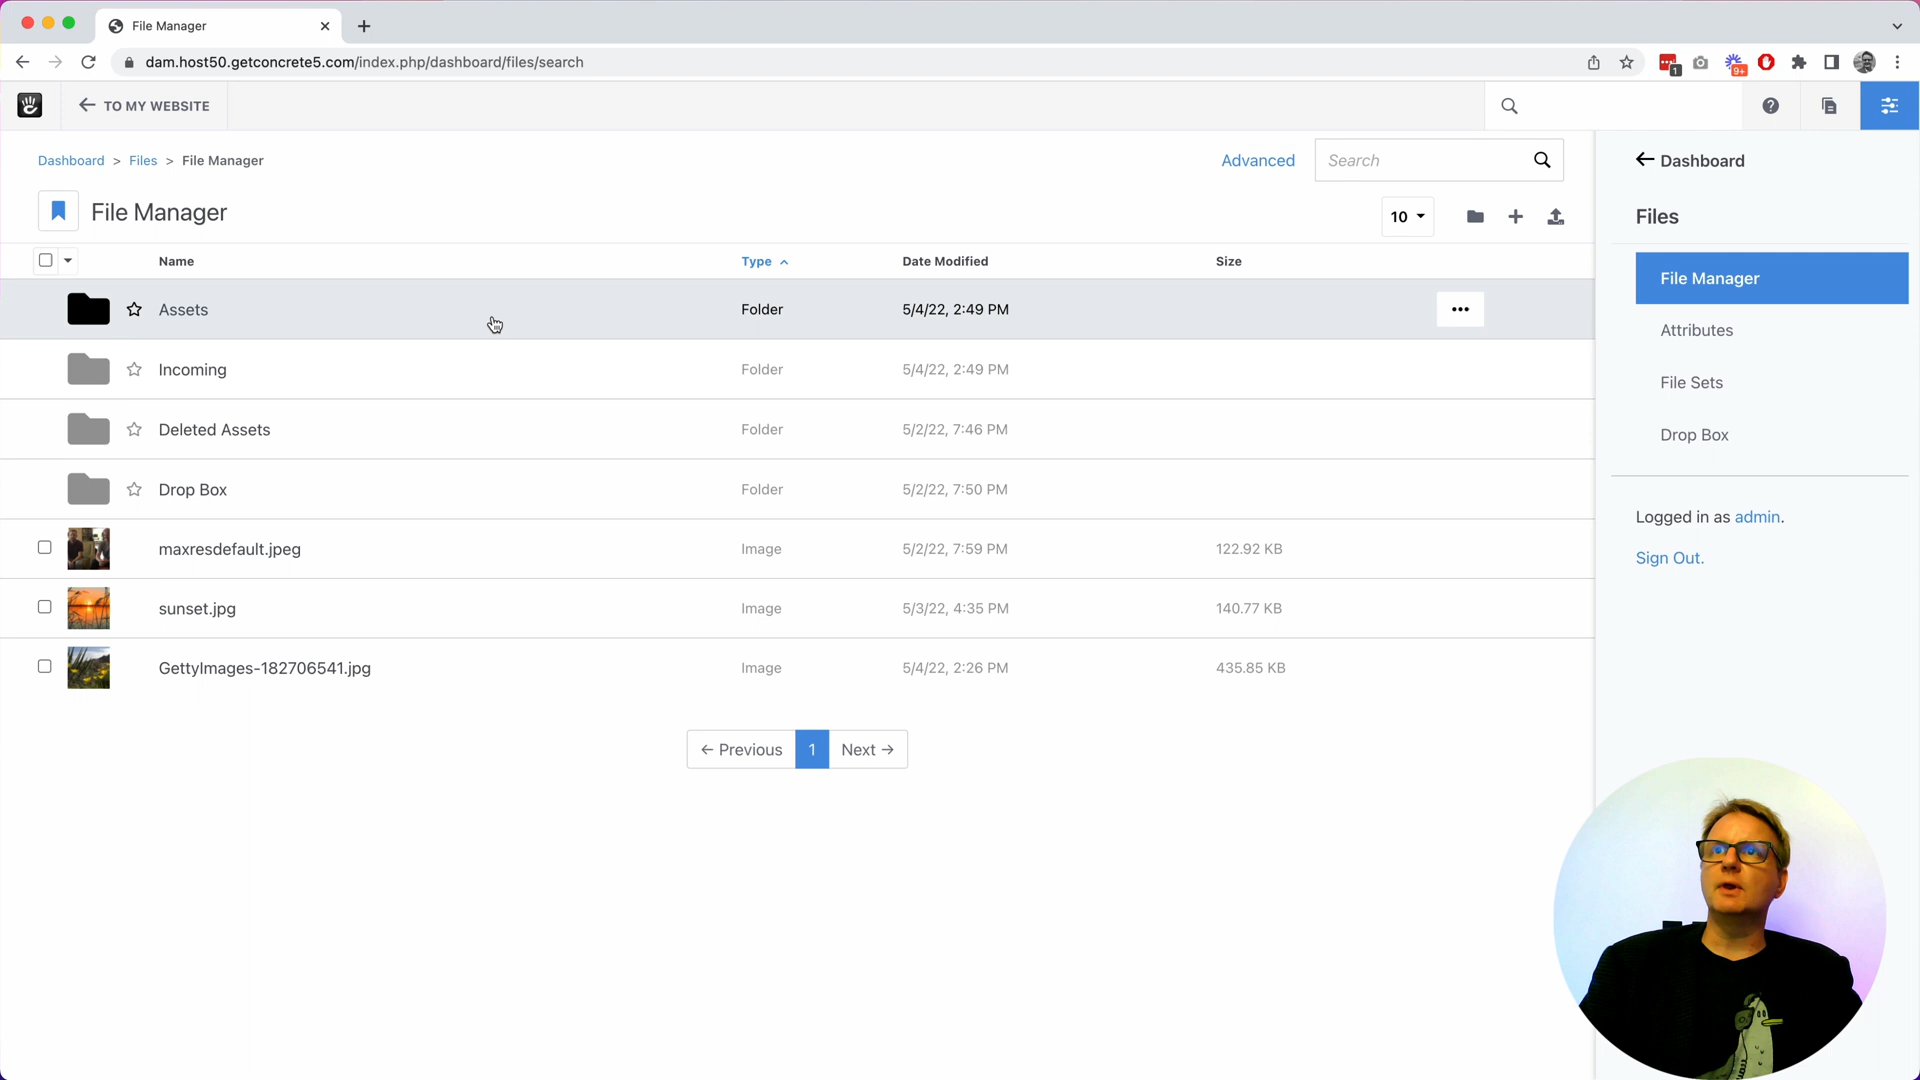 File Manager
dam.host50.getconcrete5.com/index.php/dashboard/files/search
1
9+
TO MY WEBSITE
Dashboard > Files > File Manager
Advanced
Search
Dashboard
File Manager
10
Files
Name
Type
Date Modified
Size
File Manager
Assets
Folder
5/4/22, 2:49 PM
Attributes
Incoming
Folder
5/4/22, 2:49 PM
File Sets
Deleted Assets
Folder
5/2/22, 7:46 PM
Drop Box
Drop Box
Folder
5/2/22, 7:50 PM
Logged in as admin.
maxresdefault.jpeg
Image
5/2/22, 7:59 PM
122.92 KB
Sign Out.
sunset.jpg
Image
5/3/22, 4:35 PM
140.77 KB
GettyImages-182706541.jpg
Image
5/4/22, 2:26 PM
435.85 KB
← Previous
1
Next →